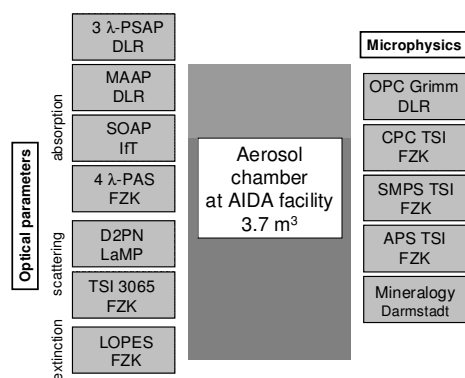 Optical parameters
absorption
scattering
extinction
3 λ-PSAP
DLR
MAAP
DLR
SOAP
IfT
4 λ-PAS
FZK
D2PN
LaMP
TSI 3065
FZK
LOPES
FZK
Aerosol
chamber
at AIDA facility
3.7 m³
Microphysics
OPC Grimm
DLR
CPC TSI
FZK
SMPS TSI
FZK
APS TSI
FZK
Mineralogy
Darmstadt